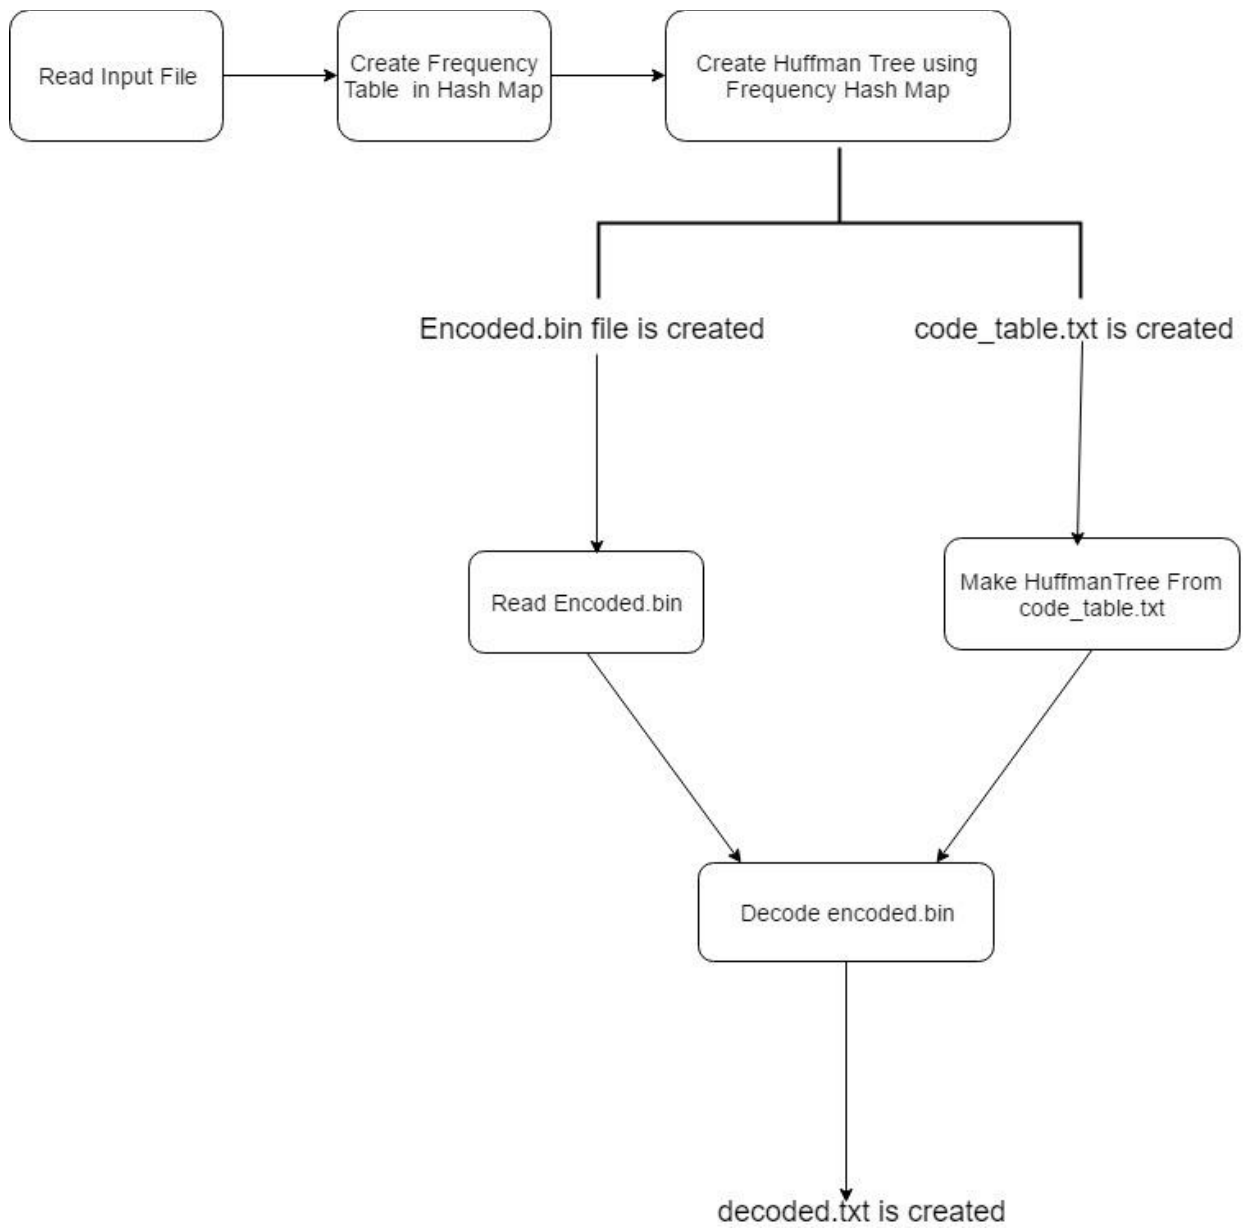 Read Input File
Create Frequency
Table  in Hash Map
Create Huffman Tree using
Frequency Hash Map
Encoded.bin file is created
code_table.txt is created
Read Encoded.bin
Make HuffmanTree From
code_table.txt
Decode encoded.bin
decoded.txt is created